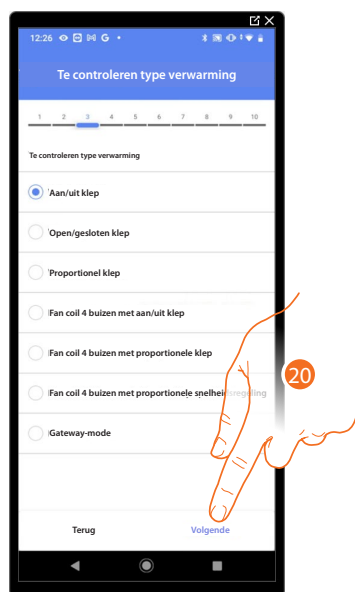 12:26 G
Te controleren type verwarming
1 2 3 4 5 6 7 8 9 10
Te controleren type verwarming
Aan/uit klep
Open/gesloten klep
Proportionel klep
Fan coil 4 buizen met aan/uit klep
Fan coil 4 buizen met proportionele klep
Fan coil 4 buizen met proportionele snelheidsregeling
Gateway-mode
20
Terug Volgende